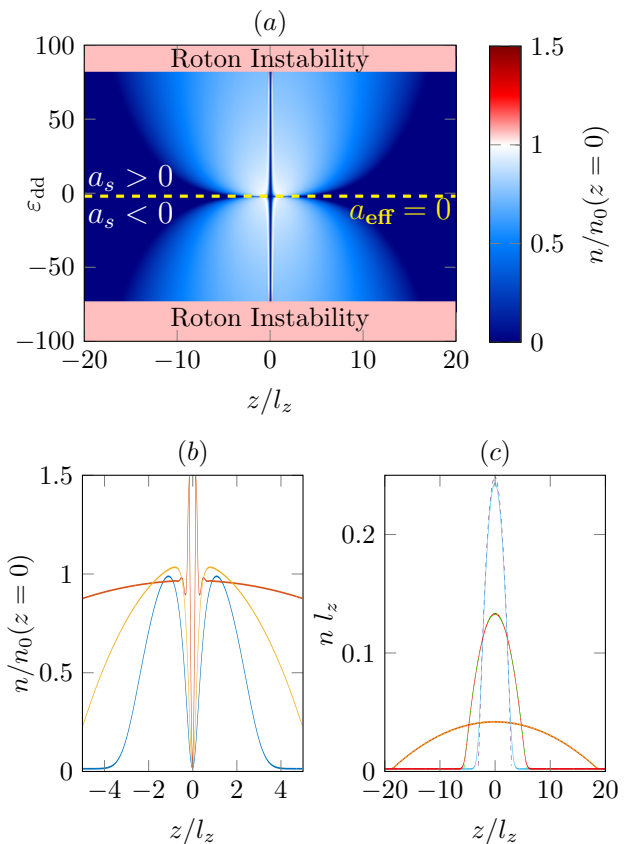 (a)
100
50
0
−50
−100
ε_dd
Roton Instability
a_s > 0
a_s < 0
a_eff = 0
Roton Instability
−20
−10
0
10
20
z/l_z
1.5
1
0.5
0
n/n_0(z = 0)
(b)
1.5
1
0.5
0
n/n_0(z = 0)
−4
−2
0
2
4
z/l_z
(c)
0.2
0.1
0
n l_z
−20
−10
0
10
20
z/l_z